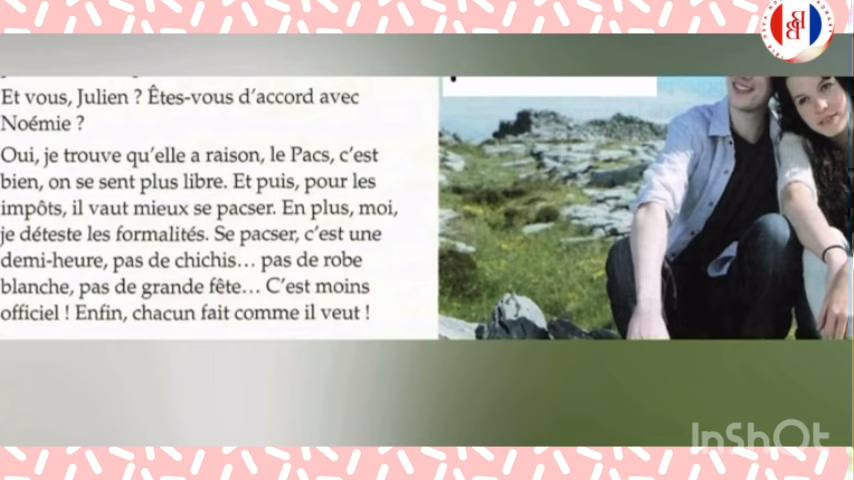 Et vous, Julien ? Êtes-vous d'accord avec
Noémie ?
Oui, je trouve qu'elle a raison, le Pacs, c'est
bien, on se sent plus libre. Et puis, pour les
impôts, il vaut mieux se pacser. En plus, moi,
je déteste les formalités. Se pacser, c'est une
demi-heure, pas de chichis… pas de robe
blanche, pas de grande fête… C'est moins
officiel ! Enfin, chacun fait comme il veut !
InShOt